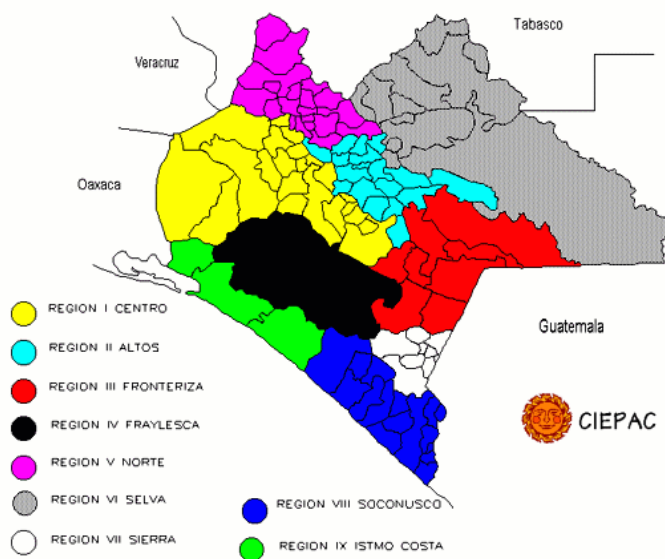 Tabasco
Veracruz
Oaxaca
Guatemala
REGION I CENTRO
REGION II ALTOS
REGION III FRONTERIZA
REGION IV FRAYLESCA
REGION V NORTE
REGION VI SELVA
REGION VII SIERRA
REGION VIII SOCONUSCO
REGION IX ISTMO COSTA
CIEPAC